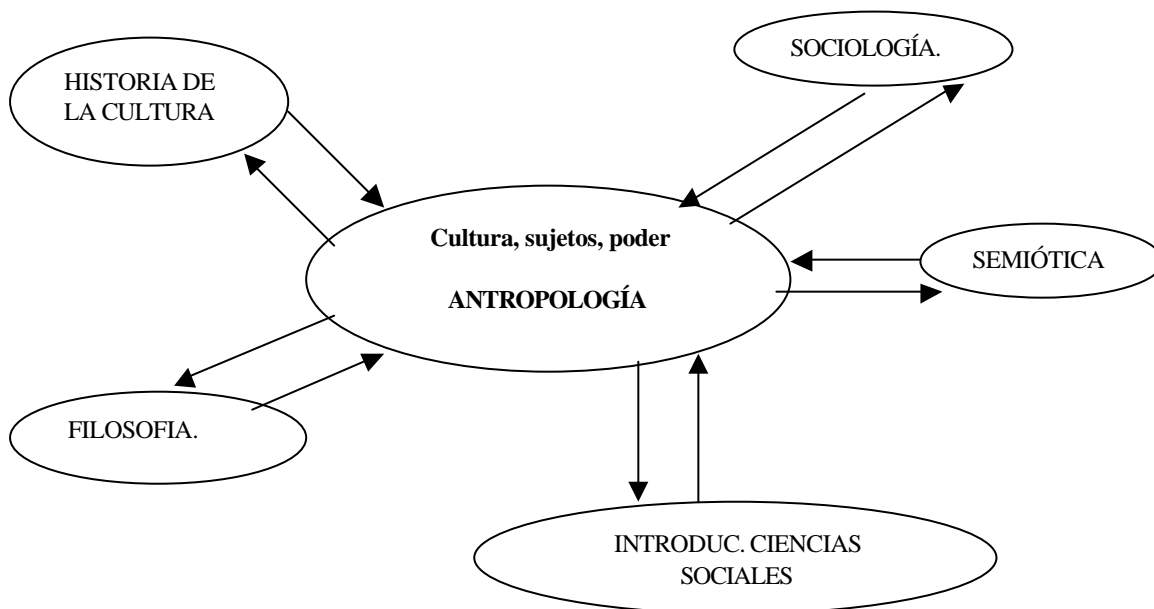 SOCIOLOGÍA.
HISTORIA DE
LA CULTURA
Cultura, sujetos, poder
ANTROPOLOGÍA
SEMIÓTICA
FILOSOFIA.
INTRODUC. CIENCIAS
SOCIALES